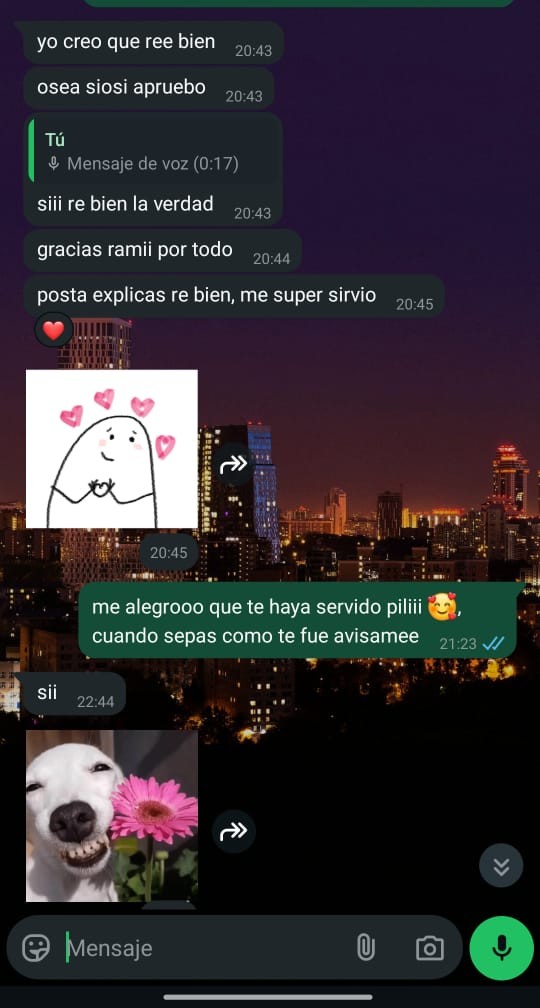 yo creo que ree bien
20:43
osea siosi apruebo
20:43
Tú
Mensaje de voz (0:17)
siii re bien la verdad
20:43
gracias ramii por todo
20:44
posta explicas re bien, me super sirvio
20:45
20:45
me alegrooo que te haya servido piliii 🥰,
cuando sepas como te fue avisamee
21:23
sii
22:44
Mensaje